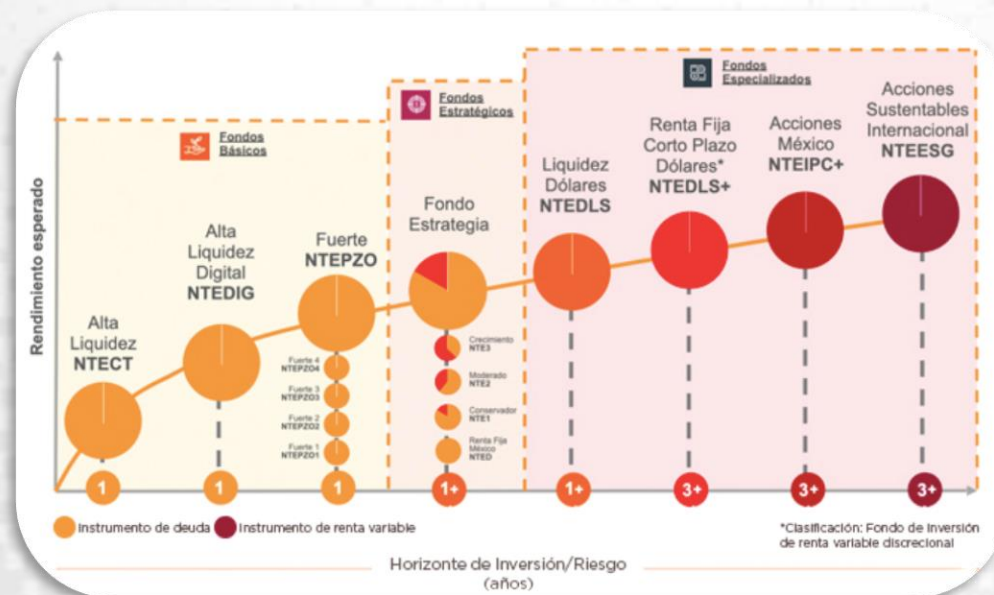 Rendimiento esperado
Fondos
Básicos
Fondos
Estratégicos
Fondos
Especializados
Alta
Liquidez
NTECT
Alta
Liquidez
Digital
NTEDIG
Fuerte
NTEPZO
Fuerte 4
NTEPZO4
Fuerte 3
NTEPZO3
Fuerte 2
NTEPZO2
Fuerte 1
NTEPZO1
Fondo
Estrategia
Crecimiento
NTE3
Moderado
NTE2
Conservador
NTE1
Renta Fija
México
NTED
Liquidez
Dólares
NTEDLS
Renta Fija
Corto Plazo
Dólares*
NTEDLS+
Acciones
México
NTEIPC+
Acciones
Sustentables
Internacional
NTEESG
1
1
1
1+
1+
3+
3+
3+
Instrumento de deuda
Instrumento de renta variable
*Clasificación: Fondo de Inversión
de renta variable discrecional
Horizonte de Inversión/Riesgo
(años)